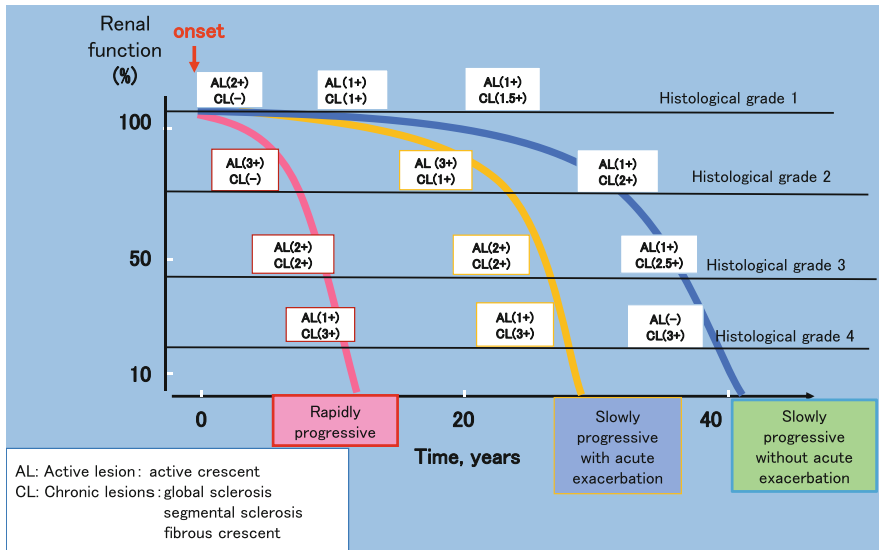 Renal
function
(%)
onset
AL(2+)
CL(-)
AL(1+)
CL(1+)
AL(1+)
CL(1.5+)
Histological grade 1
100
AL(3+)
CL(-)
AL (3+)
CL(1+)
AL(1+)
CL(2+)
Histological grade 2
50
AL(2+)
CL(2+)
AL(2+)
CL(2+)
AL(1+)
CL(2.5+)
Histological grade 3
AL(1+)
CL(3+)
AL(1+)
CL(3+)
AL(-)
CL(3+)
Histological grade 4
10
0
20
40
Time, years
Rapidly
progressive
Slowly
progressive
with acute
exacerbation
Slowly
progressive
without acute
exacerbation
AL: Active lesion: active crescent
CL: Chronic lesions: global sclerosis
segmental sclerosis
fibrous crescent